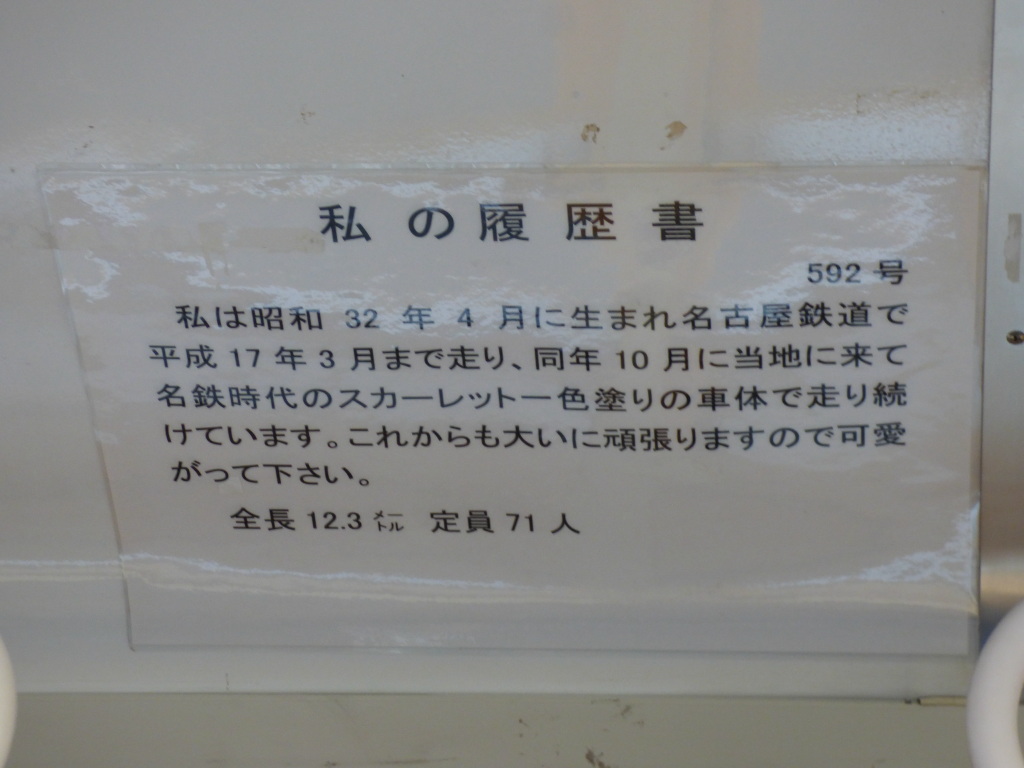 私の履歴書
592号
私は昭和 32 年 4 月に生まれ名古屋鉄道で
平成 17 年 3 月まで走り、同年 10 月に当地に来て
名鉄時代のスカーレット一色塗りの車体で走り続
けています。これからも大いに頑張りますので可愛
がって下さい。
全長 12.3 ㍍ 定員 71 人